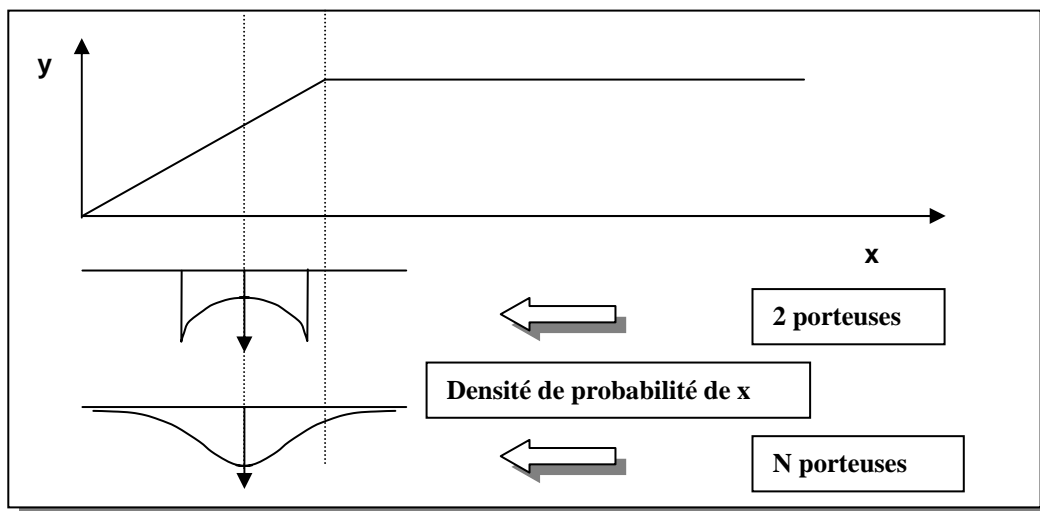 y
x
2 porteuses
Densité de probabilité de x
N porteuses